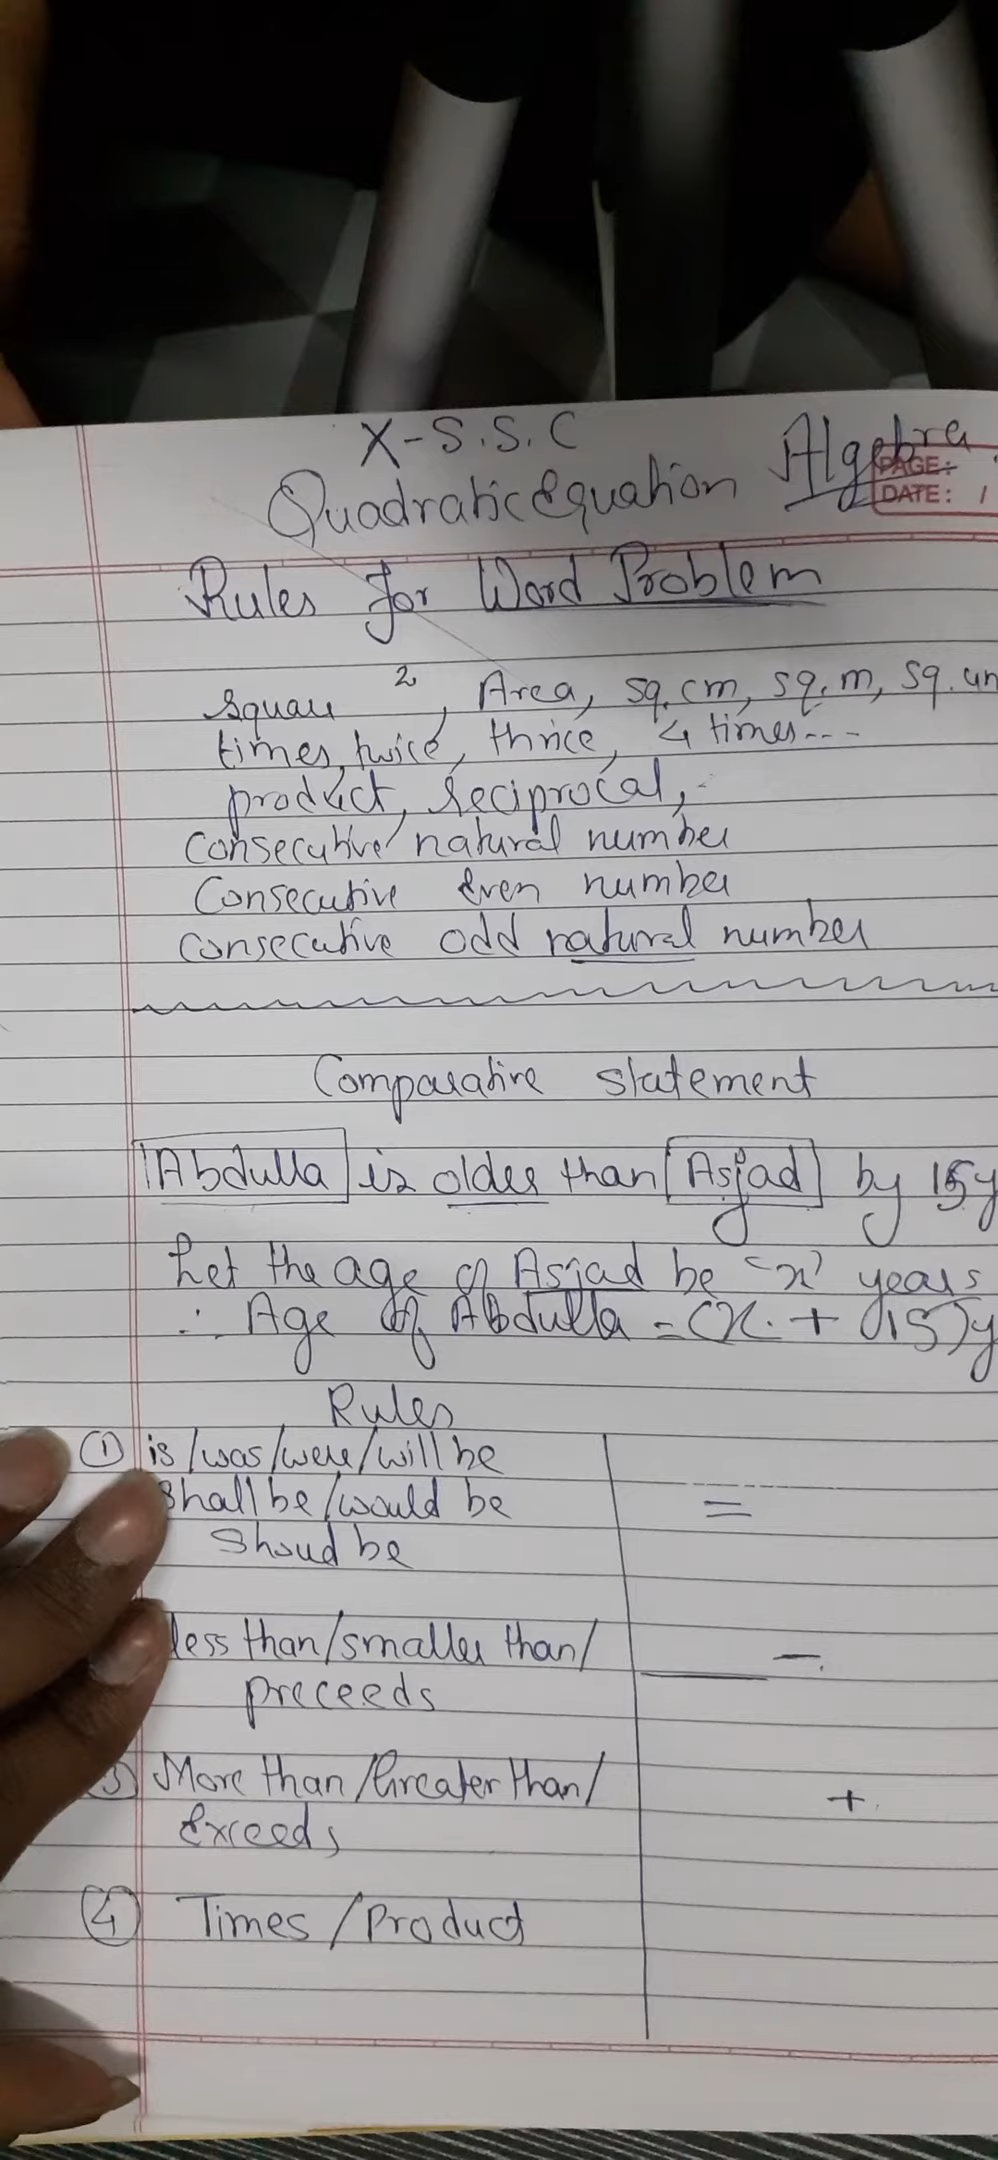 X-S.S.C
Algebra
PAGE:
DATE: 1
Quadratic Equation
Rules for Word Problem
Square ², Area, sq.cm, sq.m, sq.un
times, twice, thrice, 4 times...
product, reciprocal,
Consecutive natural number
Consecutive Even number
Consecutive odd natural number
Comparative statement
Abdulla is older than Asjad by 15y
Let the age of Asjad be 'x' years
∴ Age of Abdulla = (x + 15)y
Rules
① is/was/were/will be
shall be/would be =
Shoud be
less than/smaller than/ -
preceeds
3) More than/Greater than/ +
Exceeds
④ Times/Product